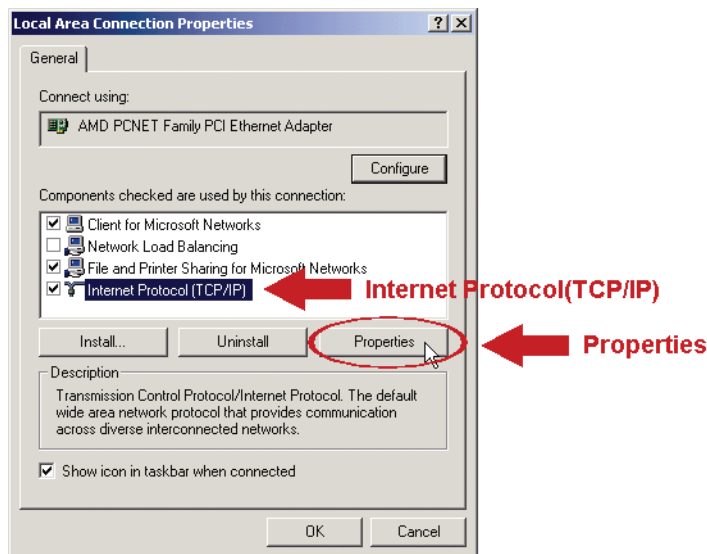 Local Area Connection Properties
General
Connect using:
AMD PCNET Family PCI Ethernet Adapter
Configure
Components checked are used by this connection:
Client for Microsoft Networks
Network Load Balancing
File and Printer Sharing for Microsoft Networks
Internet Protocol (TCP/IP)
Internet Protocol(TCP/IP)
Install...
Uninstall
Properties
Properties
Description
Transmission Control Protocol/Internet Protocol. The default
wide area network protocol that provides communication
across diverse interconnected networks.
Show icon in taskbar when connected
OK
Cancel